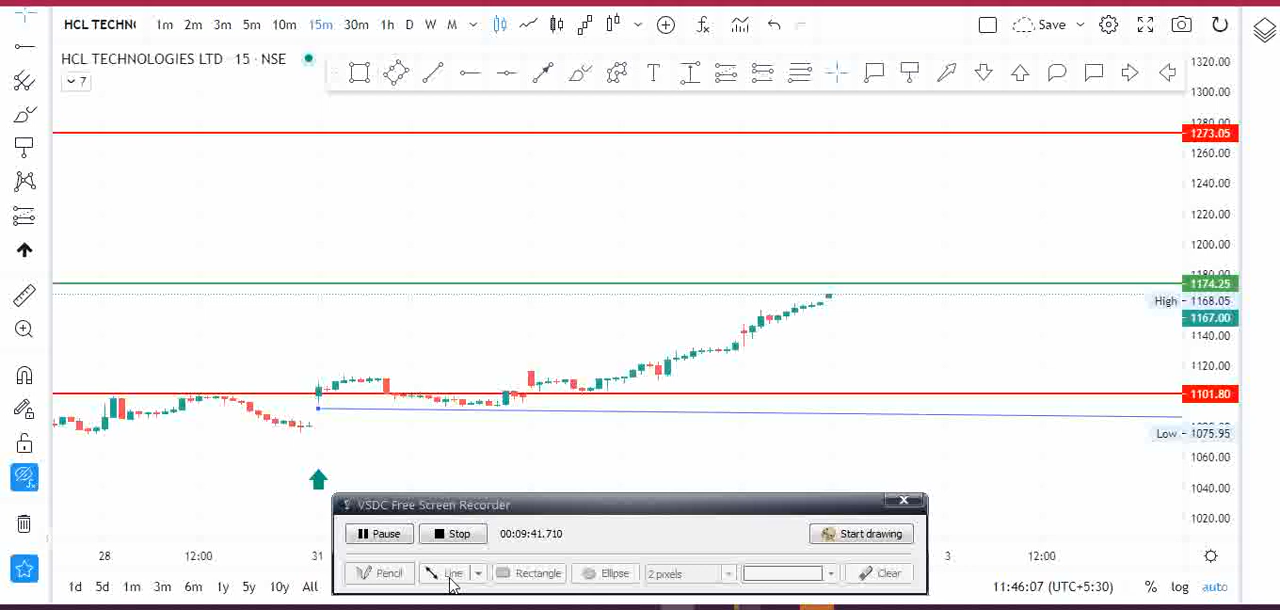 HCL TECHN 1m 2m 3m 5m 10m 15m 30m 1h D W M Save
HCL TECHNOLOGIES LTD 15 · NSE
7
T
1320.00
1300.00
1280.00
1273.05
1260.00
1240.00
1220.00
1200.00
1180.00
1174.25
High 1168.05
1167.00
1140.00
1120.00
1101.80
Low 1075.95
1060.00
1040.00
1020.00
VSDC Free Screen Recorder
Pause Stop 00:09:41.710 Start drawing
28 12:00 31 3 12:00
Pencil Line Rectangle Ellipse 2 pixels Clear
1d 5d 1m 3m 6m 1y 5y 10y All 11:46:07 (UTC+5:30) % log auto